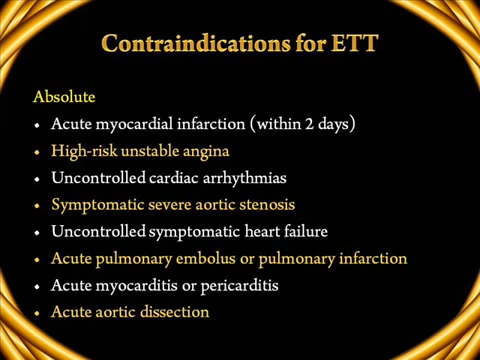 Contraindications for ETT
Absolute
• Acute myocardial infarction (within 2 days)
• High-risk unstable angina
• Uncontrolled cardiac arrhythmias
• Symptomatic severe aortic stenosis
• Uncontrolled symptomatic heart failure
• Acute pulmonary embolus or pulmonary infarction
• Acute myocarditis or pericarditis
• Acute aortic dissection